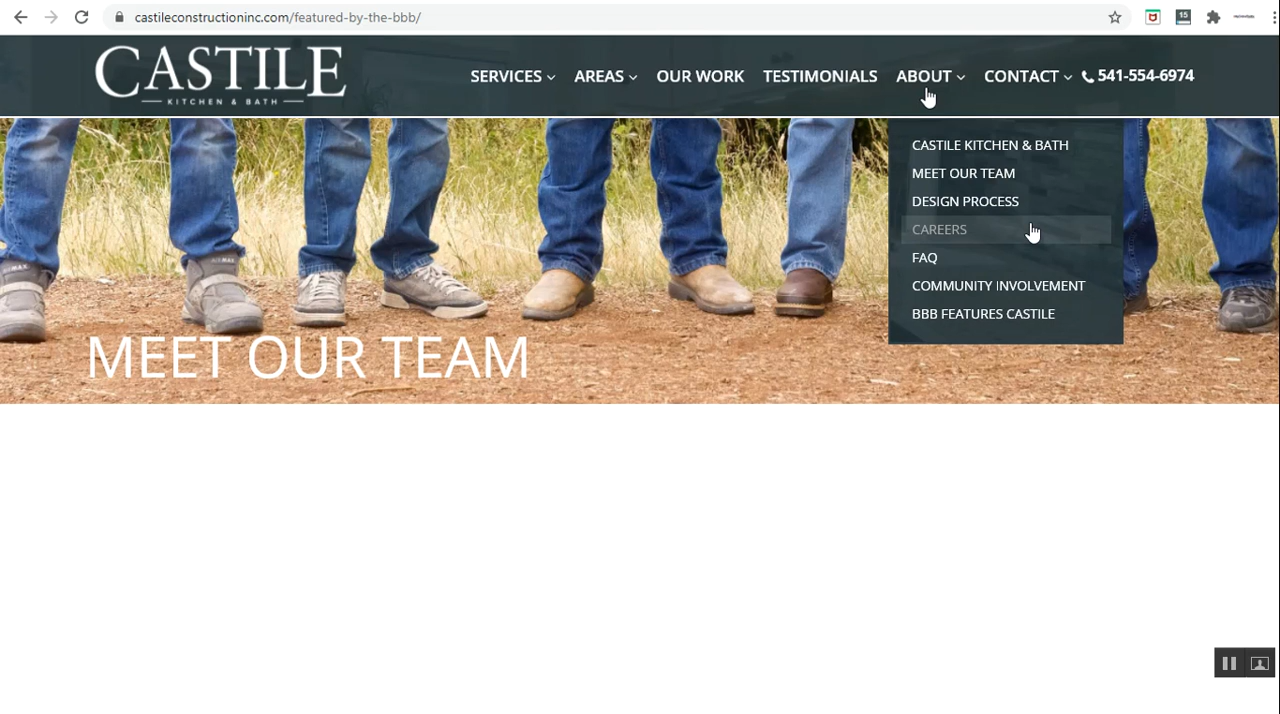 castileconstructioninc.com/featured-by-the-bbb/
15
CASTILE
KITCHEN & BATH
SERVICES
AREAS
OUR WORK
TESTIMONIALS
ABOUT
CONTACT
541-554-6974
CASTILE KITCHEN & BATH
MEET OUR TEAM
DESIGN PROCESS
CAREERS
FAQ
COMMUNITY INVOLVEMENT
BBB FEATURES CASTILE
MEET OUR TEAM